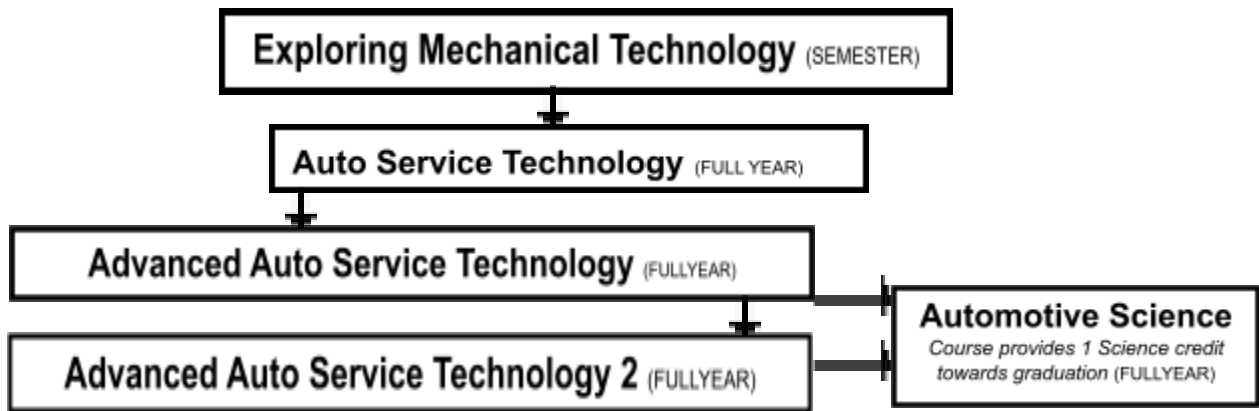 Exploring Mechanical Technology (SEMESTER)
Auto Service Technology (FULL YEAR)
Advanced Auto Service Technology (FULLYEAR)
Advanced Auto Service Technology 2 (FULLYEAR)
Automotive Science
Course provides 1 Science credit
towards graduation (FULLYEAR)